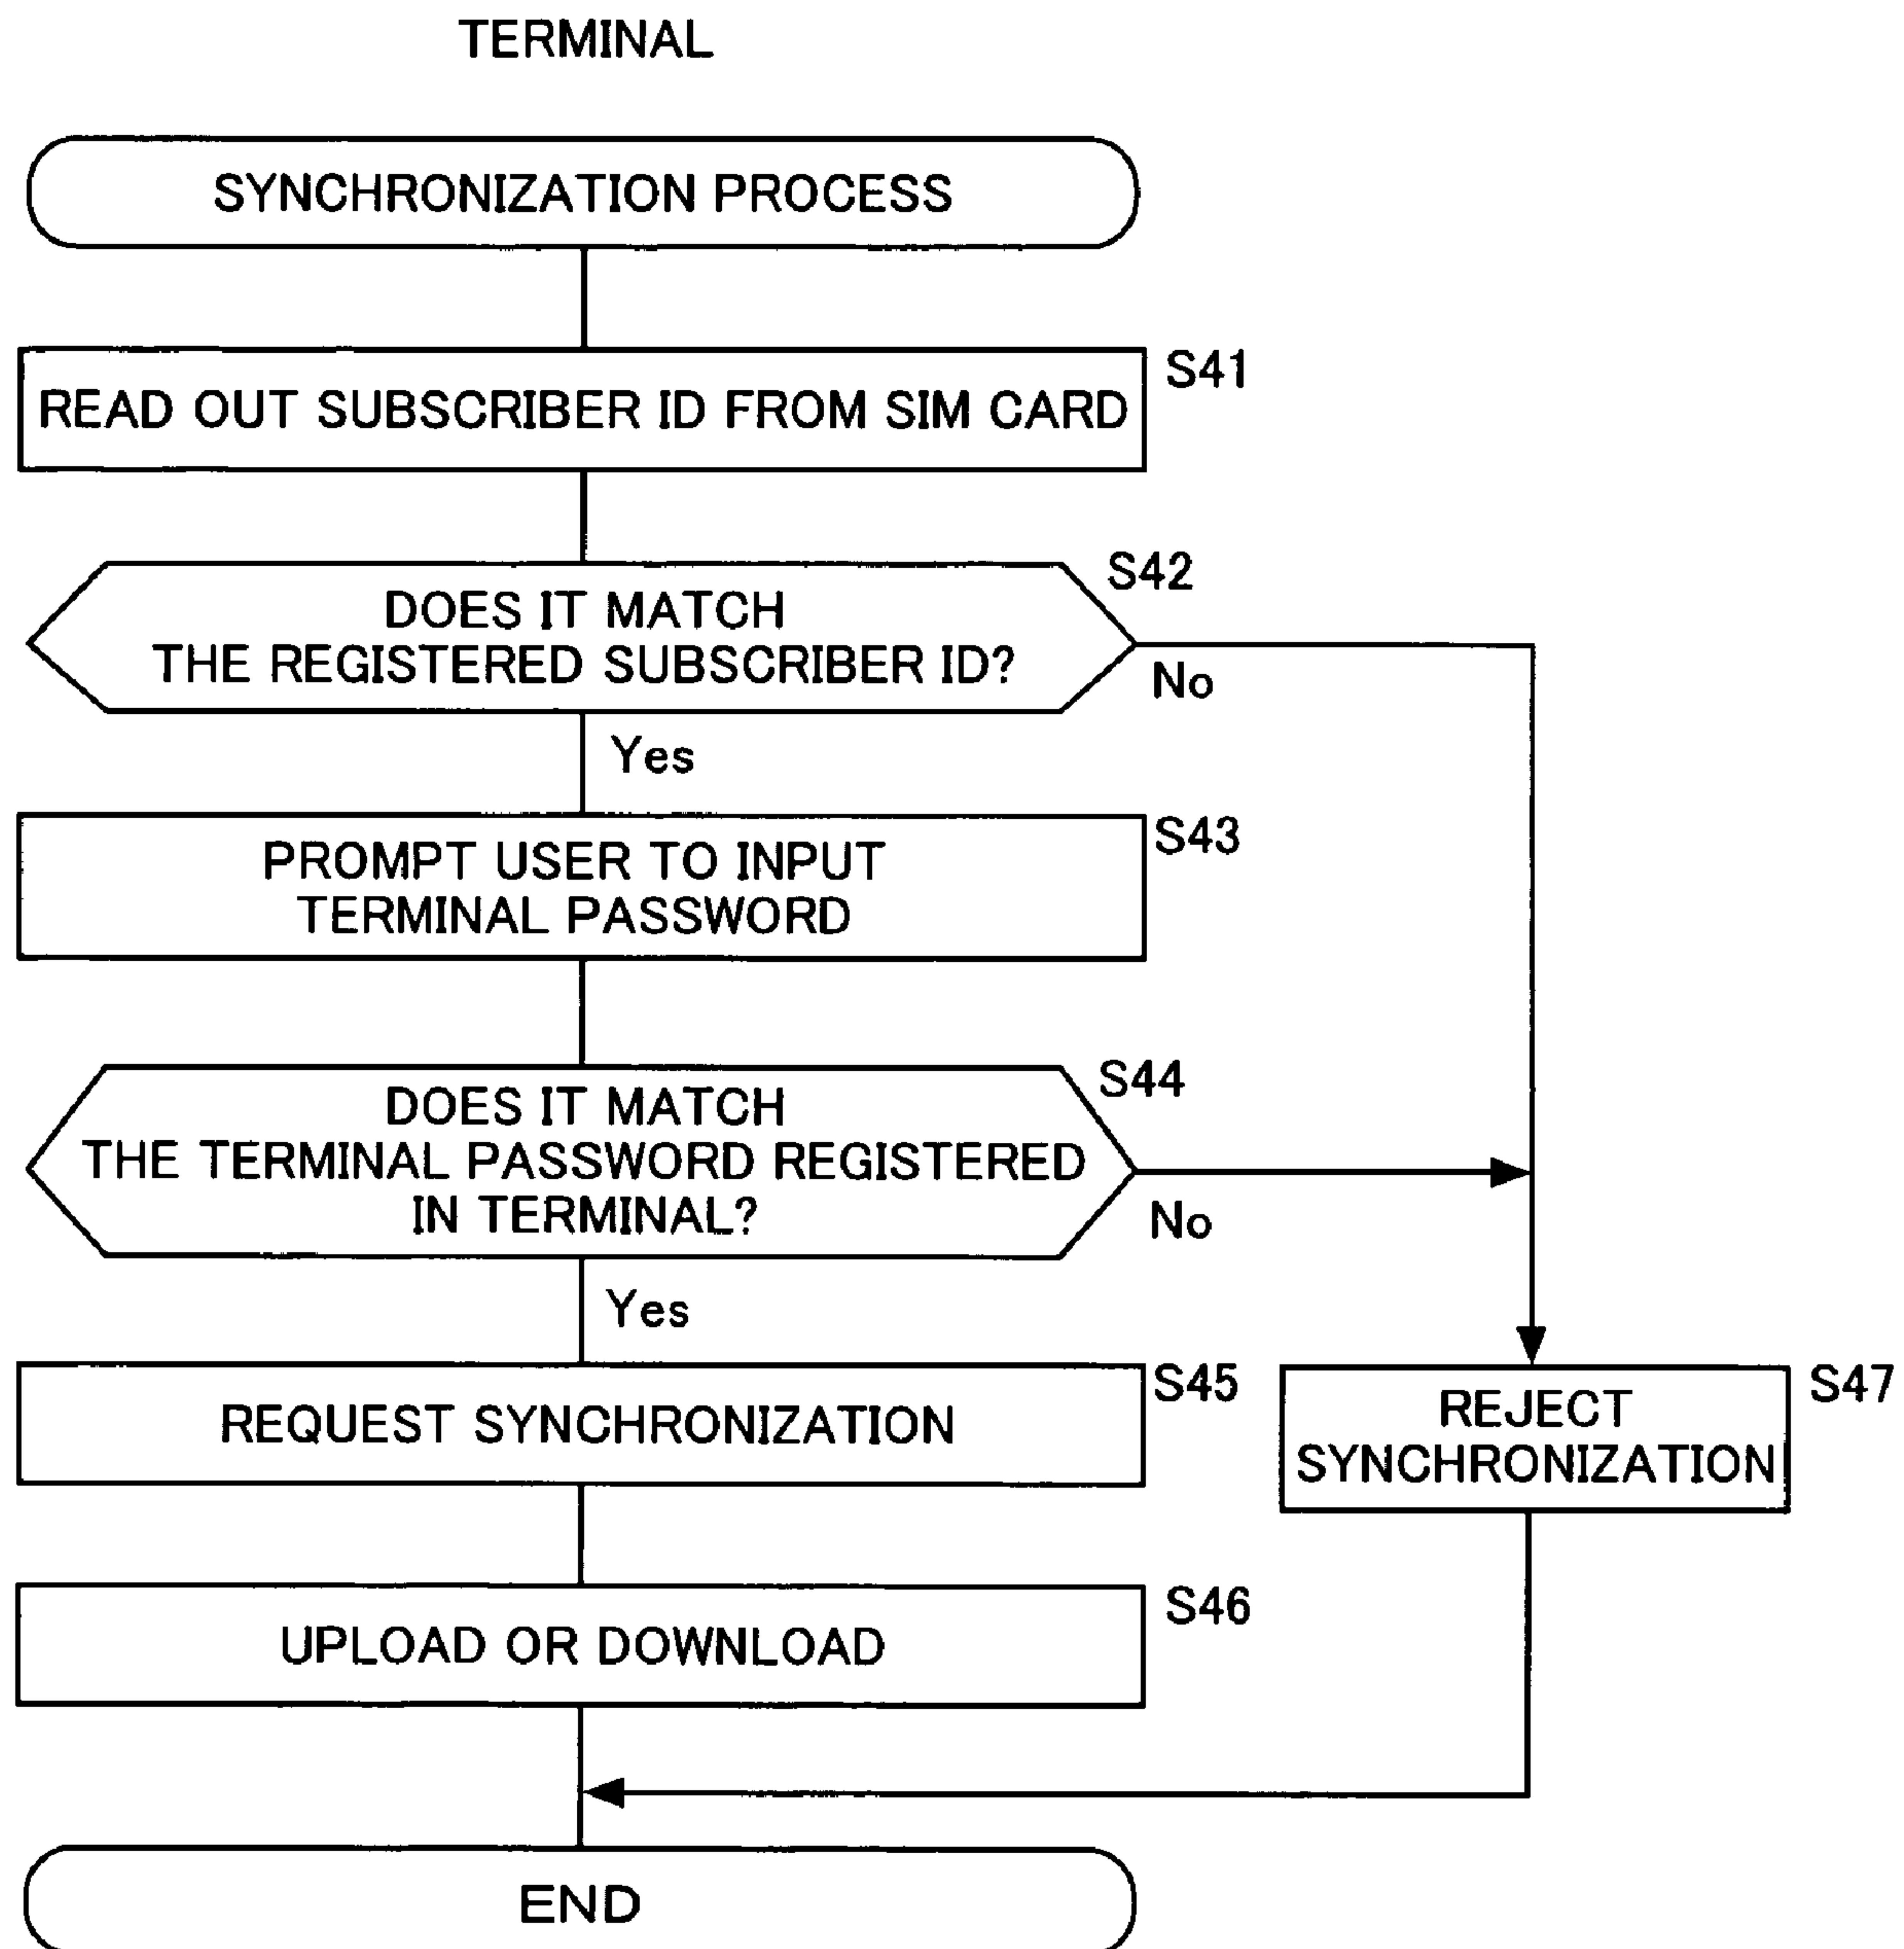 TERMINAL
SYNCHRONIZATION PROCESS
S41
READ OUT SUBSCRIBER ID FROM SIM CARD
S42
DOES IT MATCH
THE REGISTERED SUBSCRIBER ID?
No
Yes
S43
PROMPT USER TO INPUT
TERMINAL PASSWORD
S44
DOES IT MATCH
THE TERMINAL PASSWORD REGISTERED
IN TERMINAL?
No
Yes
S45
REQUEST SYNCHRONIZATION
S47
REJECT
SYNCHRONIZATION
S46
UPLOAD OR DOWNLOAD
END